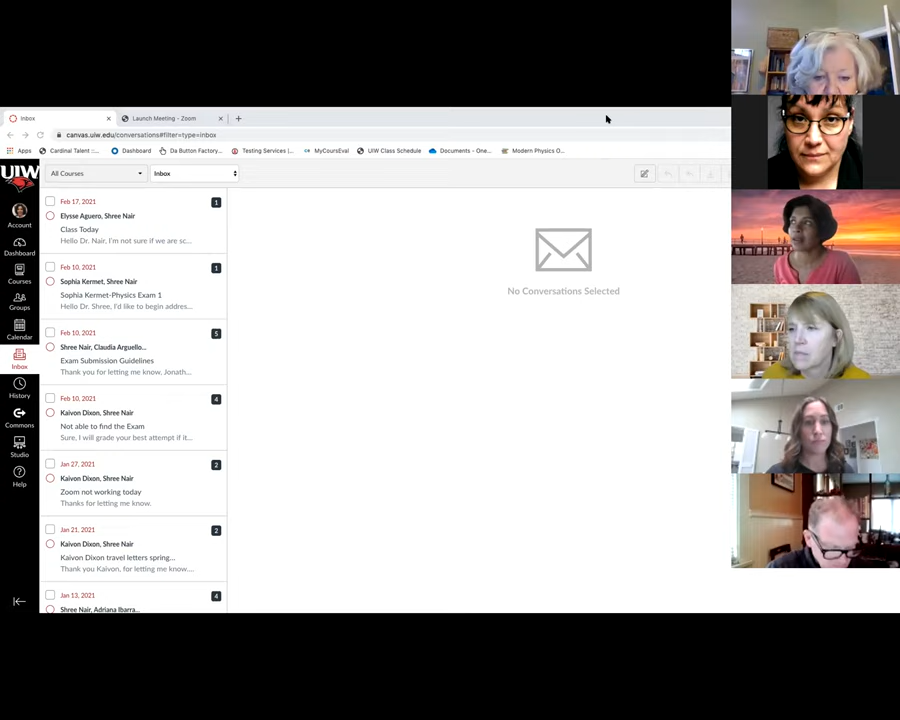 Inbox
Launch Meeting - Zoom
canvas.uiw.edu/conversations#filter=type=inbox
Apps
Cardinal Talent ::...
Dashboard
Da Button Factory...
Testing Services |...
MyCoursEval
UIW Class Schedule
Documents - One...
Modern Physics O...
UIW
All Courses
Inbox
Account
Dashboard
Courses
Groups
Calendar
Inbox
History
Commons
Studio
Help
Feb 17, 2021
1
Elysse Aguero, Shree Nair
Class Today
Hello Dr. Nair, I'm not sure if we are sc...
Feb 10, 2021
1
Sophia Kermet, Shree Nair
Sophia Kermet-Physics Exam 1
Hello Dr. Shree, I'd like to begin addres...
Feb 10, 2021
5
Shree Nair, Claudia Arguello...
Exam Submission Guidelines
Thank you for letting me know, Jonath...
Feb 10, 2021
4
Kaivon Dixon, Shree Nair
Not able to find the Exam
Sure, I will grade your best attempt if it...
Jan 27, 2021
2
Kaivon Dixon, Shree Nair
Zoom not working today
Thanks for letting me know.
Jan 21, 2021
2
Kaivon Dixon, Shree Nair
Kaivon Dixon travel letters spring...
Thank you Kaivon, for letting me know....
Jan 13, 2021
4
Shree Nair, Adriana Ibarra...
No Conversations Selected